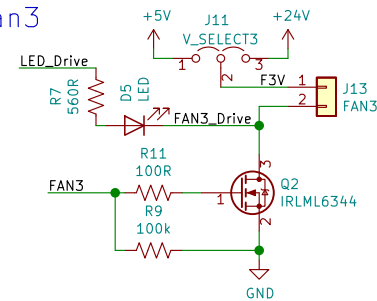 an3
+5V
J11
+24V
V_SELECT3
1
3
2
LED_Drive
R7
560R
D5
LED
F3V
1
2
J13
FAN3
FAN3_Drive
R11
100R
3
Q2
IRLML6344
FAN3
1
R9
100k
2
GND